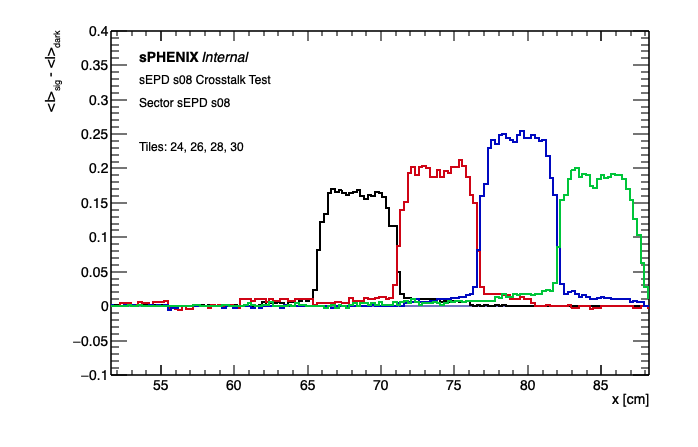 <I>sig - <I>dark
0.4
0.35
0.3
0.25
0.2
0.15
0.1
0.05
0
−0.05
−0.1
sPHENIX Internal
sEPD s08 Crosstalk Test
Sector sEPD s08
Tiles: 24, 26, 28, 30
55 60 65 70 75 80 85
x [cm]